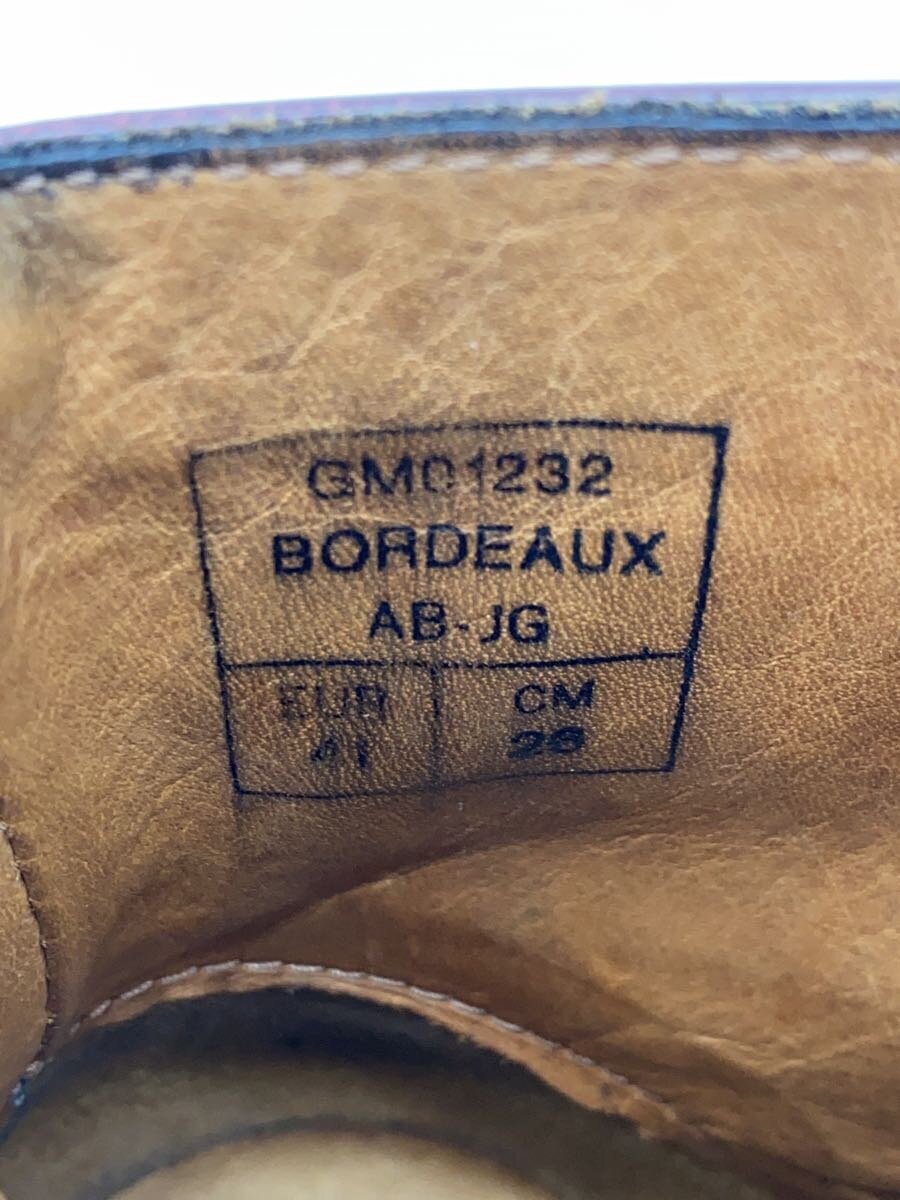 GM01232
BORDEAUX
AB-JG
EUR CM
41 26